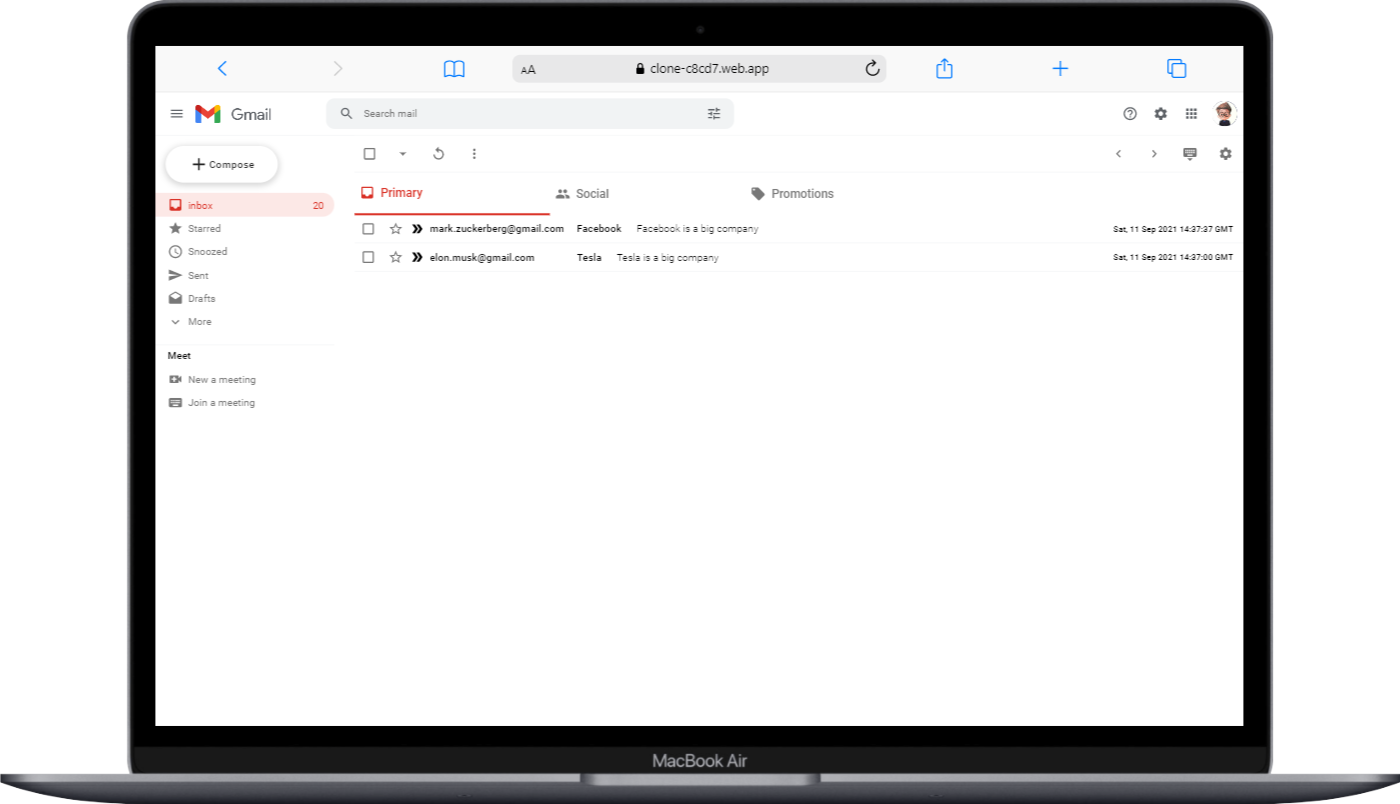 AA clone-c8cd7.web.app
Gmail Search mail
Compose
inbox 20
Starred
Snoozed
Sent
Drafts
More
Meet
New a meeting
Join a meeting
Primary Social Promotions
mark.zuckerberg@gmail.com Facebook Facebook is a big company Sat, 11 Sep 2021 14:37:37 GMT
elon.musk@gmail.com Tesla Tesla is a big company Sat, 11 Sep 2021 14:37:00 GMT
MacBook Air